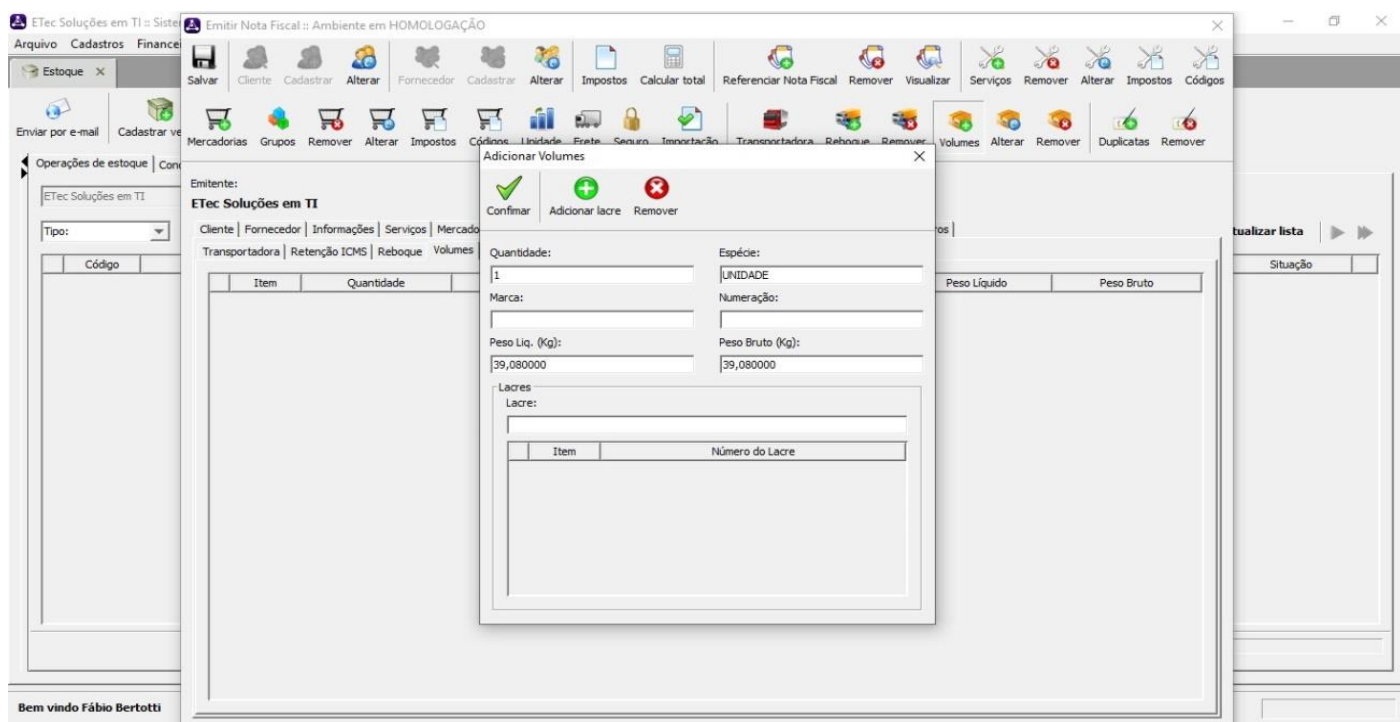 ETec Soluções em TI :: Siste
Emitir Nota Fiscal :: Ambiente em HOMOLOGAÇÃO
Arquivo Cadastros Financei
Estoque
Salvar Cliente Cadastrar Alterar Fornecedor Cadastrar Alterar Impostos Calcular total Referenciar Nota Fiscal Remover Visualizar Serviços Remover Alterar Impostos Códigos
Enviar por e-mail Cadastrar ve
Mercadorias Grupos Remover Alterar Impostos Códigos Unidade Frete Seguro Importação Transportadora Reboque Remover Volumes Alterar Remover Duplicatas Remover
Adicionar Volumes
Operações de estoque Cond
Emitente:
ETec Soluções em TI
ETec Soluções em TI
Confimar Adicionar lacre Remover
Tipo:
Cliente Fornecedor Informações Serviços Mercado
ros
tualizar lista
Transportadora Retenção ICMS Reboque Volumes
Quantidade: Espécie:
Código
Situação
1 UNIDADE
Item Quantidade
Peso Líquido Peso Bruto
Marca: Numeração:
Peso Liq. (Kg): Peso Bruto (Kg):
39,080000 39,080000
Lacres
Lacre:
Item Número do Lacre
Bem vindo Fábio Bertotti